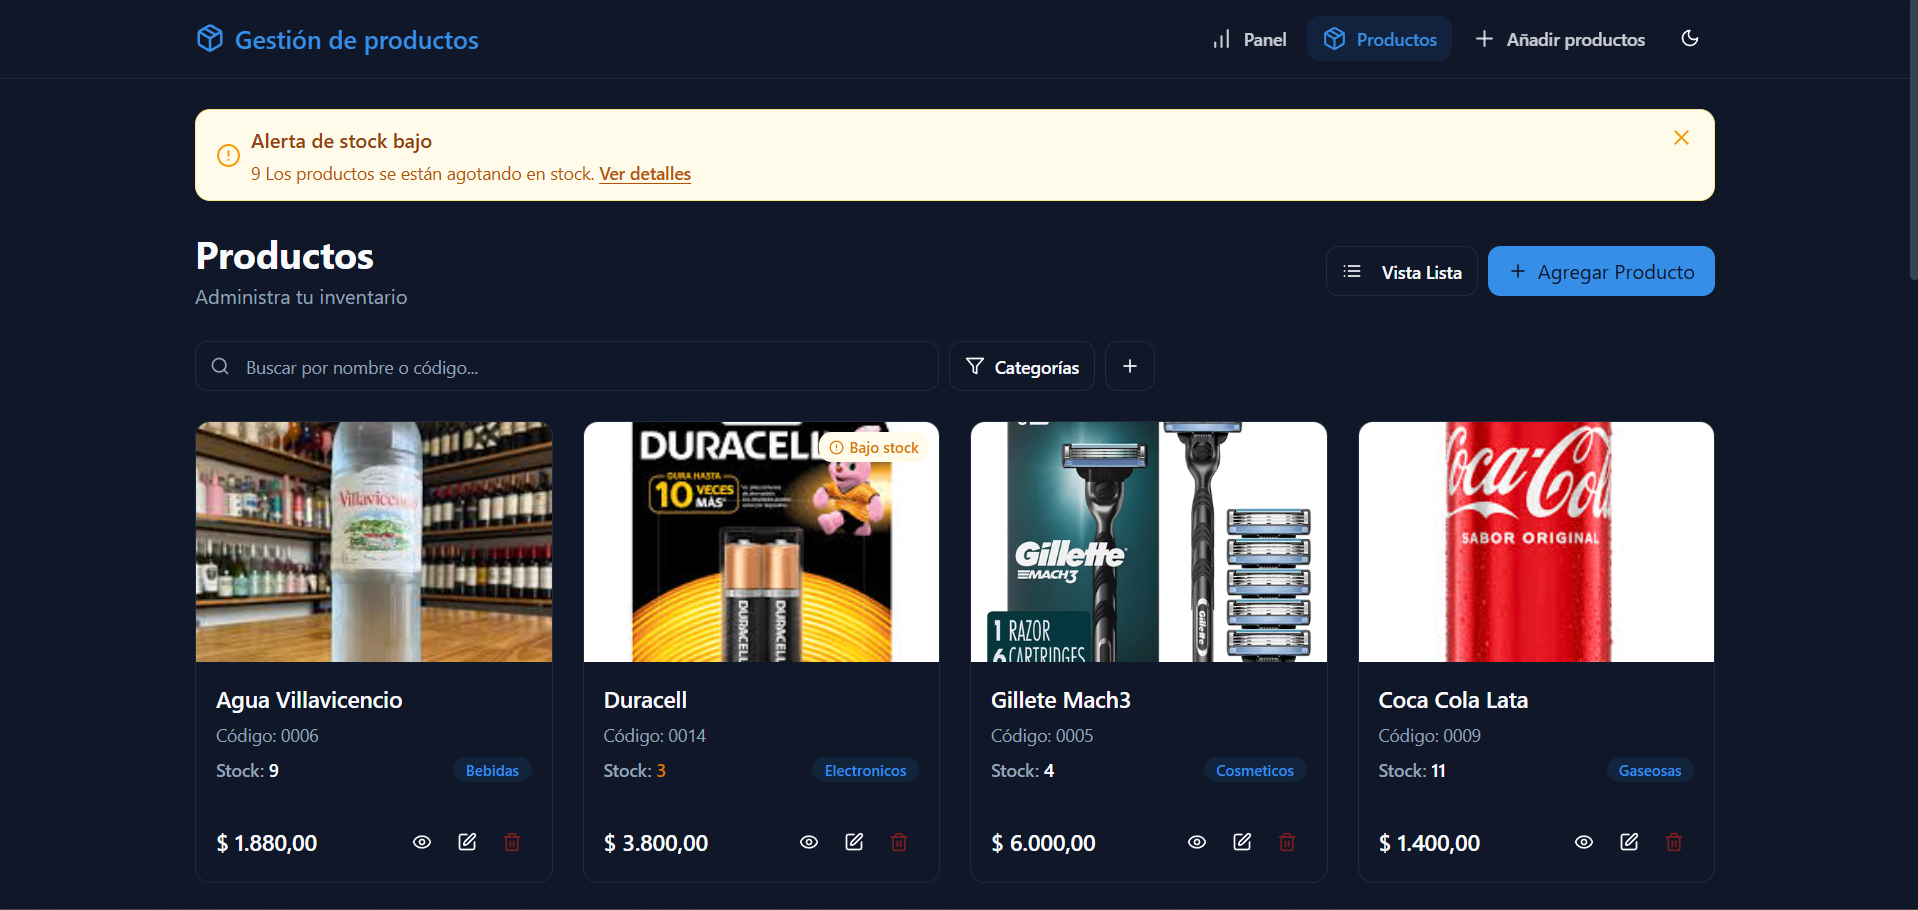 Gestión de productos
Panel
Productos
Añadir productos
Alerta de stock bajo
9 Los productos se están agotando en stock. Ver detalles
Productos
Administra tu inventario
Vista Lista
Agregar Producto
Buscar por nombre o código...
Categorías
Villavicencio
DURACELL
Bajo stock
DURA HASTA
10 VECES
MÁS*
DURACELL
DURACELL
Gillette
MACH3
Gillette
1 RAZOR
6 CARTRIDGES
Coca-Cola
SABOR ORIGINAL
Agua Villavicencio
Código: 0006
Stock: 9
Bebidas
$ 1.880,00
Duracell
Código: 0014
Stock: 3
Electronicos
$ 3.800,00
Gillete Mach3
Código: 0005
Stock: 4
Cosmeticos
$ 6.000,00
Coca Cola Lata
Código: 0009
Stock: 11
Gaseosas
$ 1.400,00